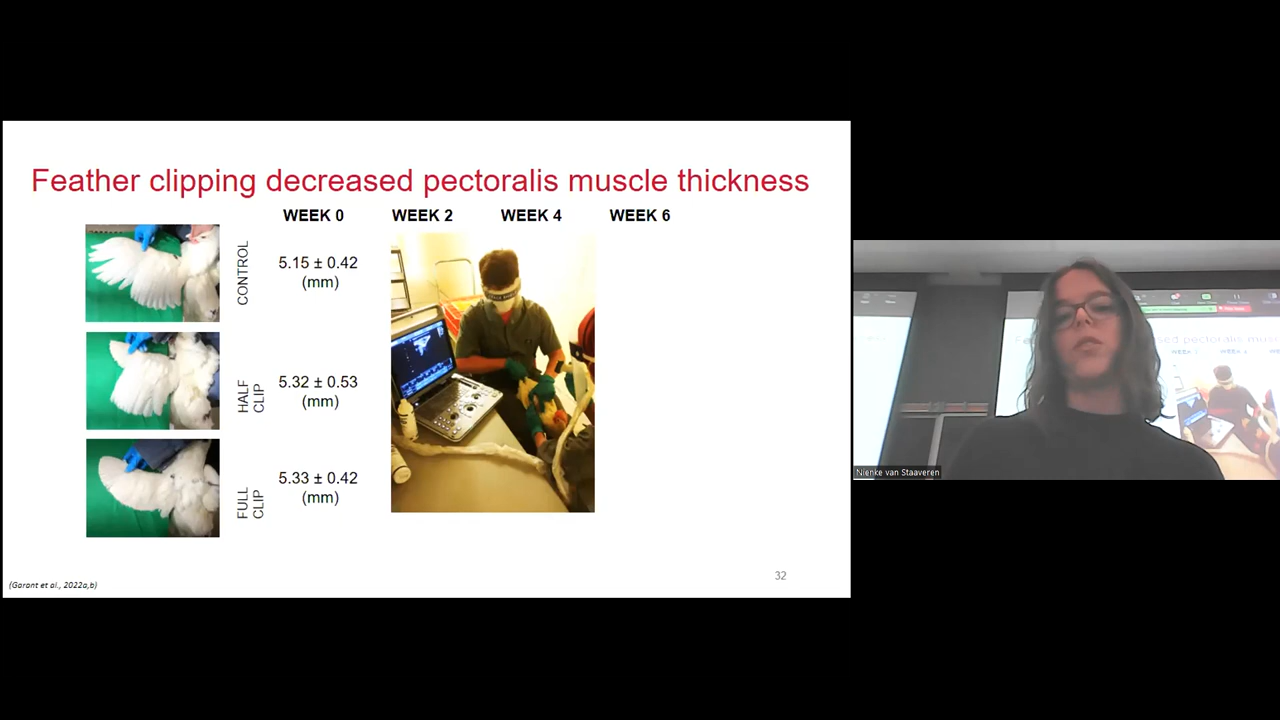 Feather clipping decreased pectoralis muscle thickness
WEEK 0
WEEK 2
WEEK 4
WEEK 6
CONTROL
5.15 ± 0.42
(mm)
HALF
CLIP
5.32 ± 0.53
(mm)
FULL
CLIP
5.33 ± 0.42
(mm)
(Garant et al., 2022a,b)
32
Nienke van Staaveren